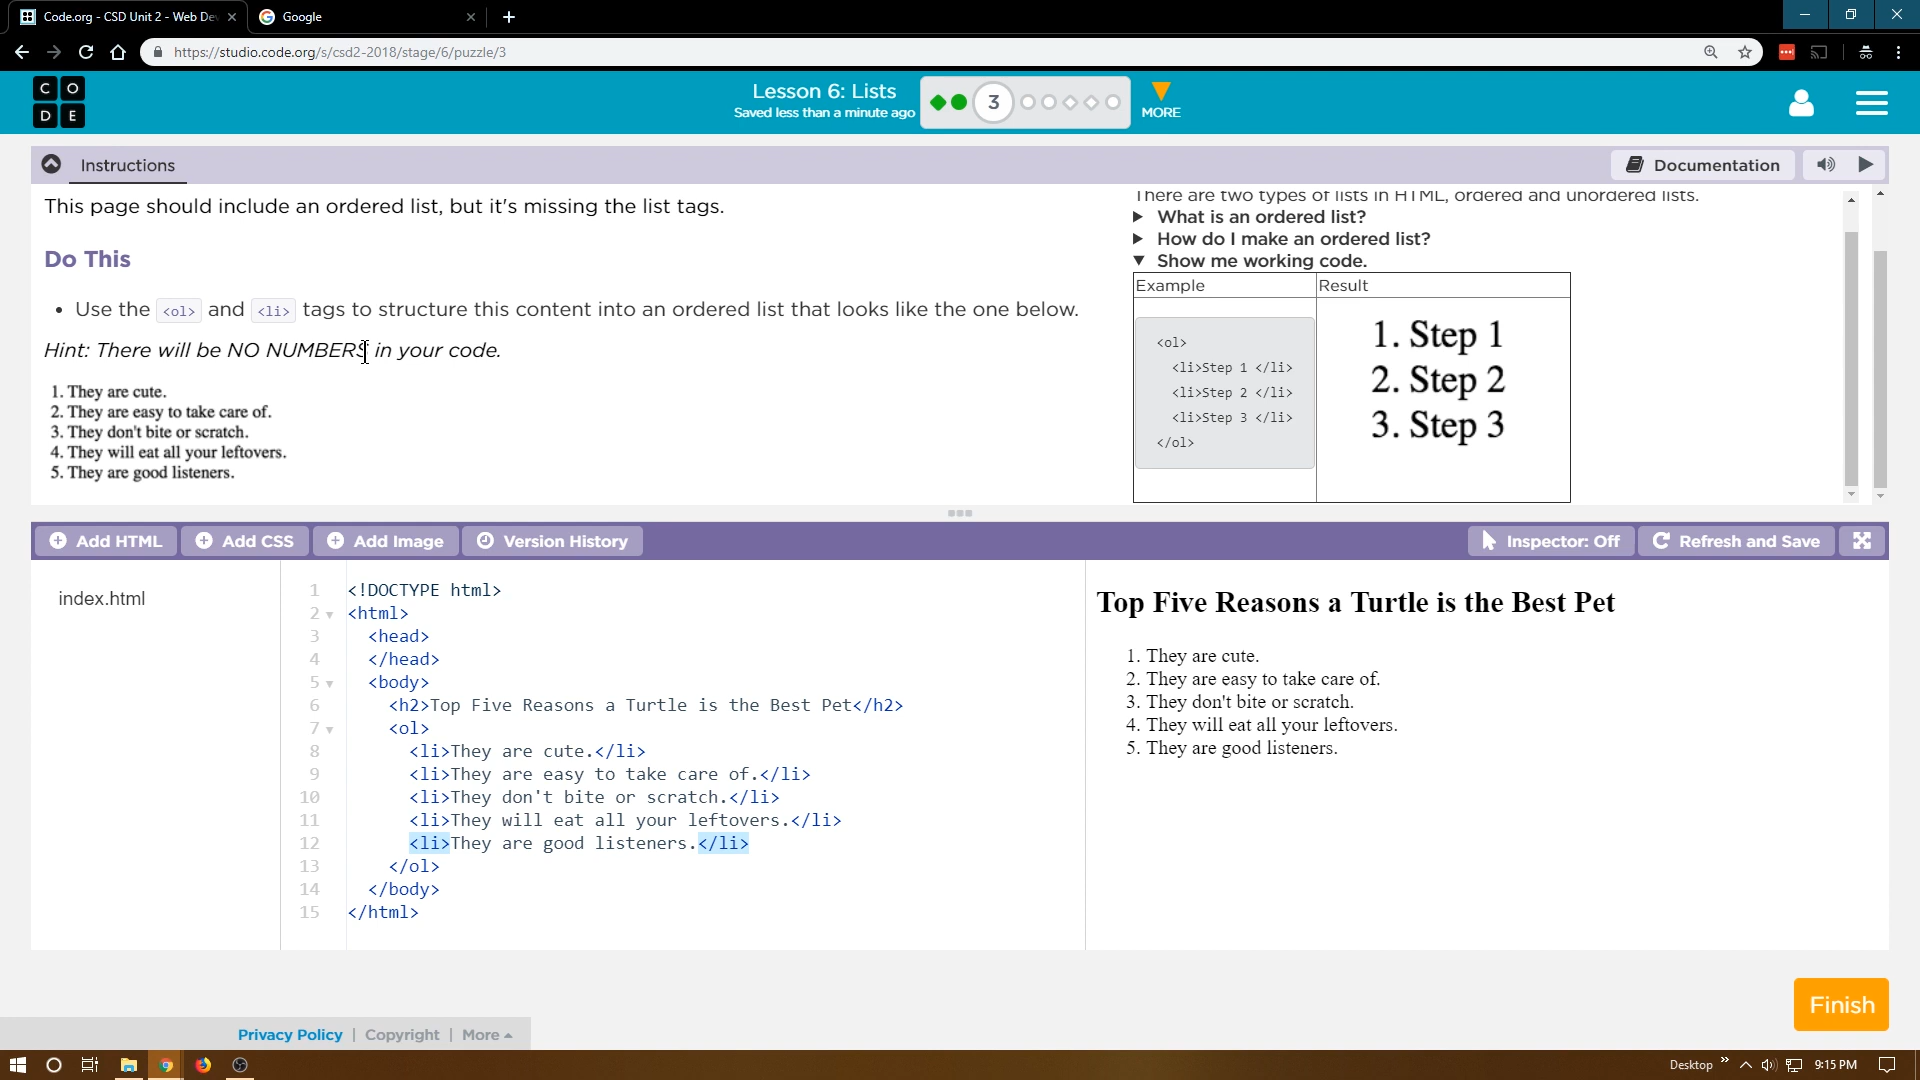 Code.org - CSD Unit 2 - Web De
Google
https://studio.code.org/s/csd2-2018/stage/6/puzzle/3
C O
D E
Lesson 6: Lists
Saved less than a minute ago
3
MORE
Instructions
Documentation
This page should include an ordered list, but it's missing the list tags.
Do This
• Use the <ol> and <li> tags to structure this content into an ordered list that looks like the one below.
Hint: There will be NO NUMBERS in your code.
1. They are cute.
2. They are easy to take care of.
3. They don't bite or scratch.
4. They will eat all your leftovers.
5. They are good listeners.
There are two types of lists in HTML, ordered and unordered lists.
What is an ordered list?
How do I make an ordered list?
Show me working code.
Example Result
<ol>
<li>Step 1 </li>
<li>Step 2 </li>
<li>Step 3 </li>
</ol>
1. Step 1
2. Step 2
3. Step 3
Add HTML Add CSS Add Image Version History
Inspector: Off Refresh and Save
index.html
1 <!DOCTYPE html>
2 <html>
3 <head>
4 </head>
5 <body>
6 <h2>Top Five Reasons a Turtle is the Best Pet</h2>
7 <ol>
8 <li>They are cute.</li>
9 <li>They are easy to take care of.</li>
10 <li>They don't bite or scratch.</li>
11 <li>They will eat all your leftovers.</li>
12 <li>They are good listeners.</li>
13 </ol>
14 </body>
15 </html>
Top Five Reasons a Turtle is the Best Pet
1. They are cute.
2. They are easy to take care of.
3. They don't bite or scratch.
4. They will eat all your leftovers.
5. They are good listeners.
Finish
Privacy Policy | Copyright | More
Desktop
9:15 PM